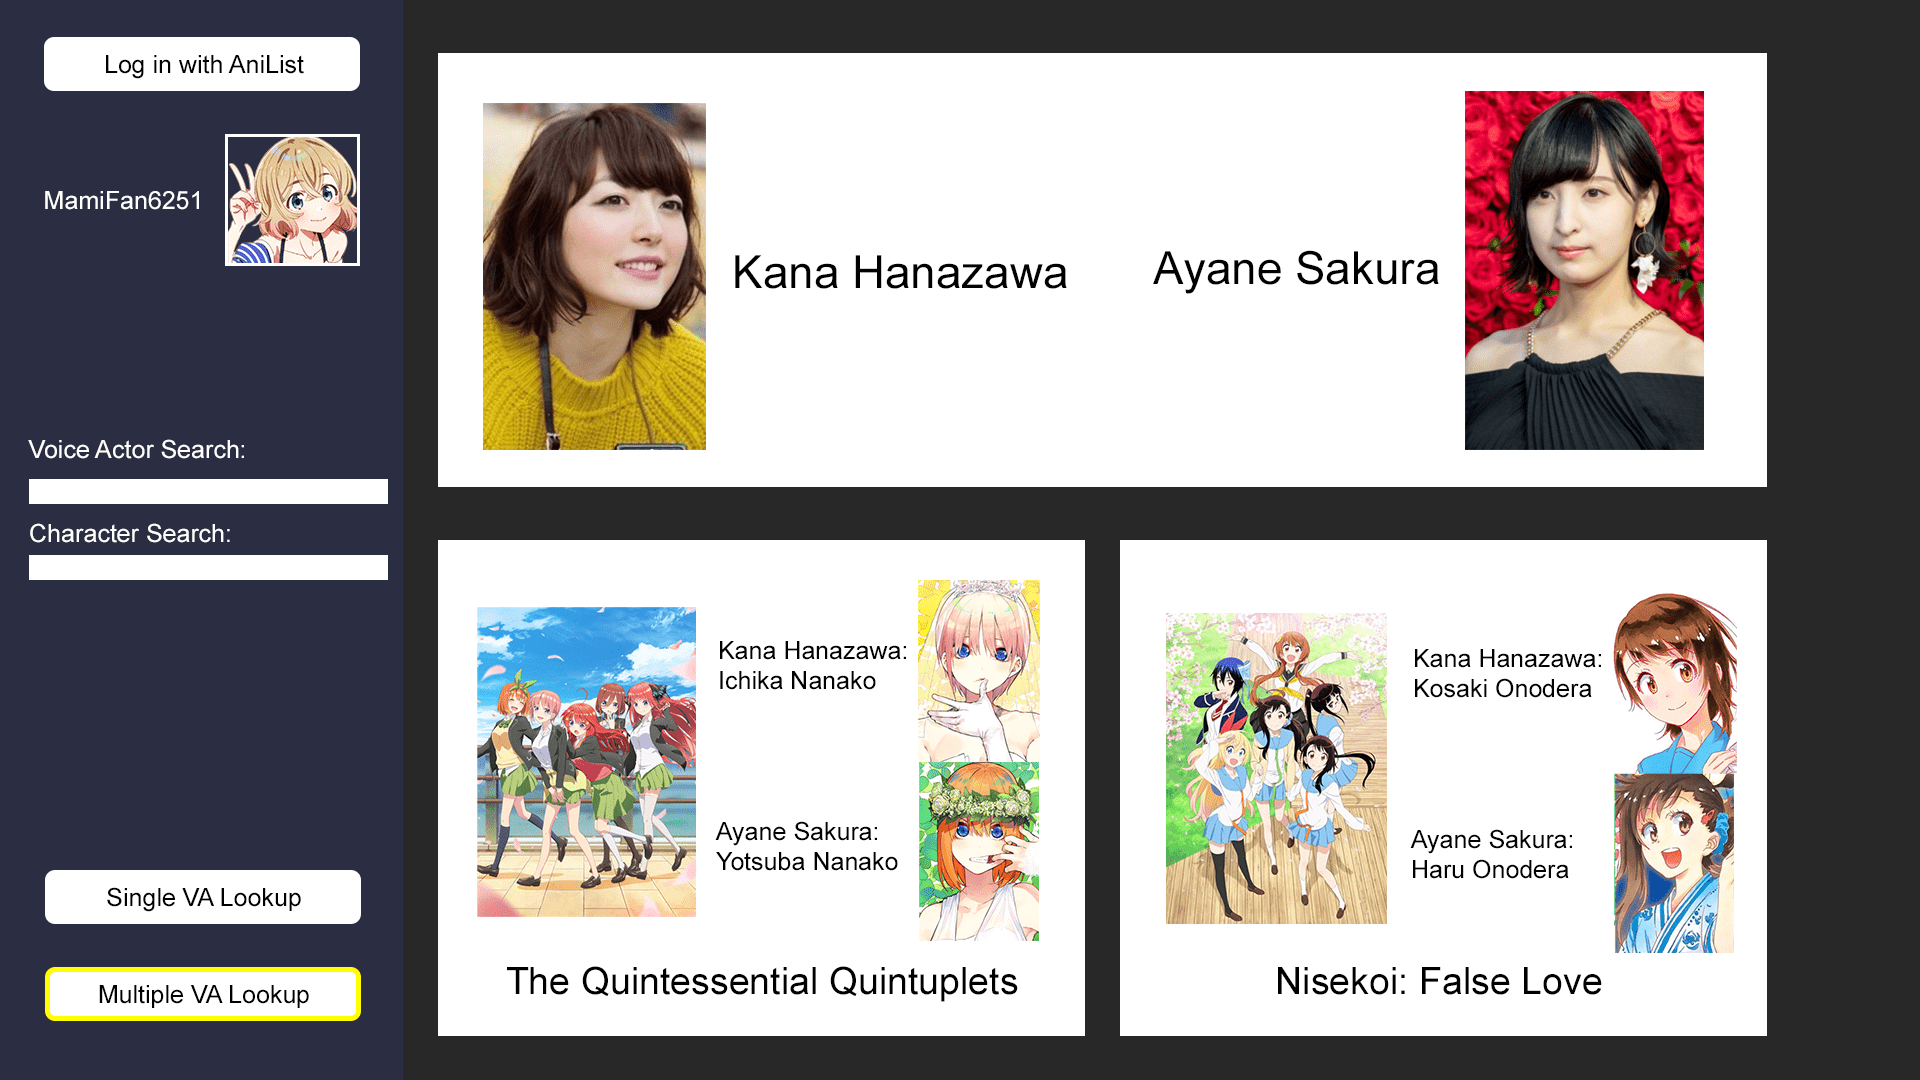 Log in with AniList
MamiFan6251
Voice Actor Search:
Character Search:
Single VA Lookup
Multiple VA Lookup
Kana Hanazawa
Ayane Sakura
Kana Hanazawa:
Ichika Nanako
Ayane Sakura:
Yotsuba Nanako
The Quintessential Quintuplets
Kana Hanazawa:
Kosaki Onodera
Ayane Sakura:
Haru Onodera
Nisekoi: False Love